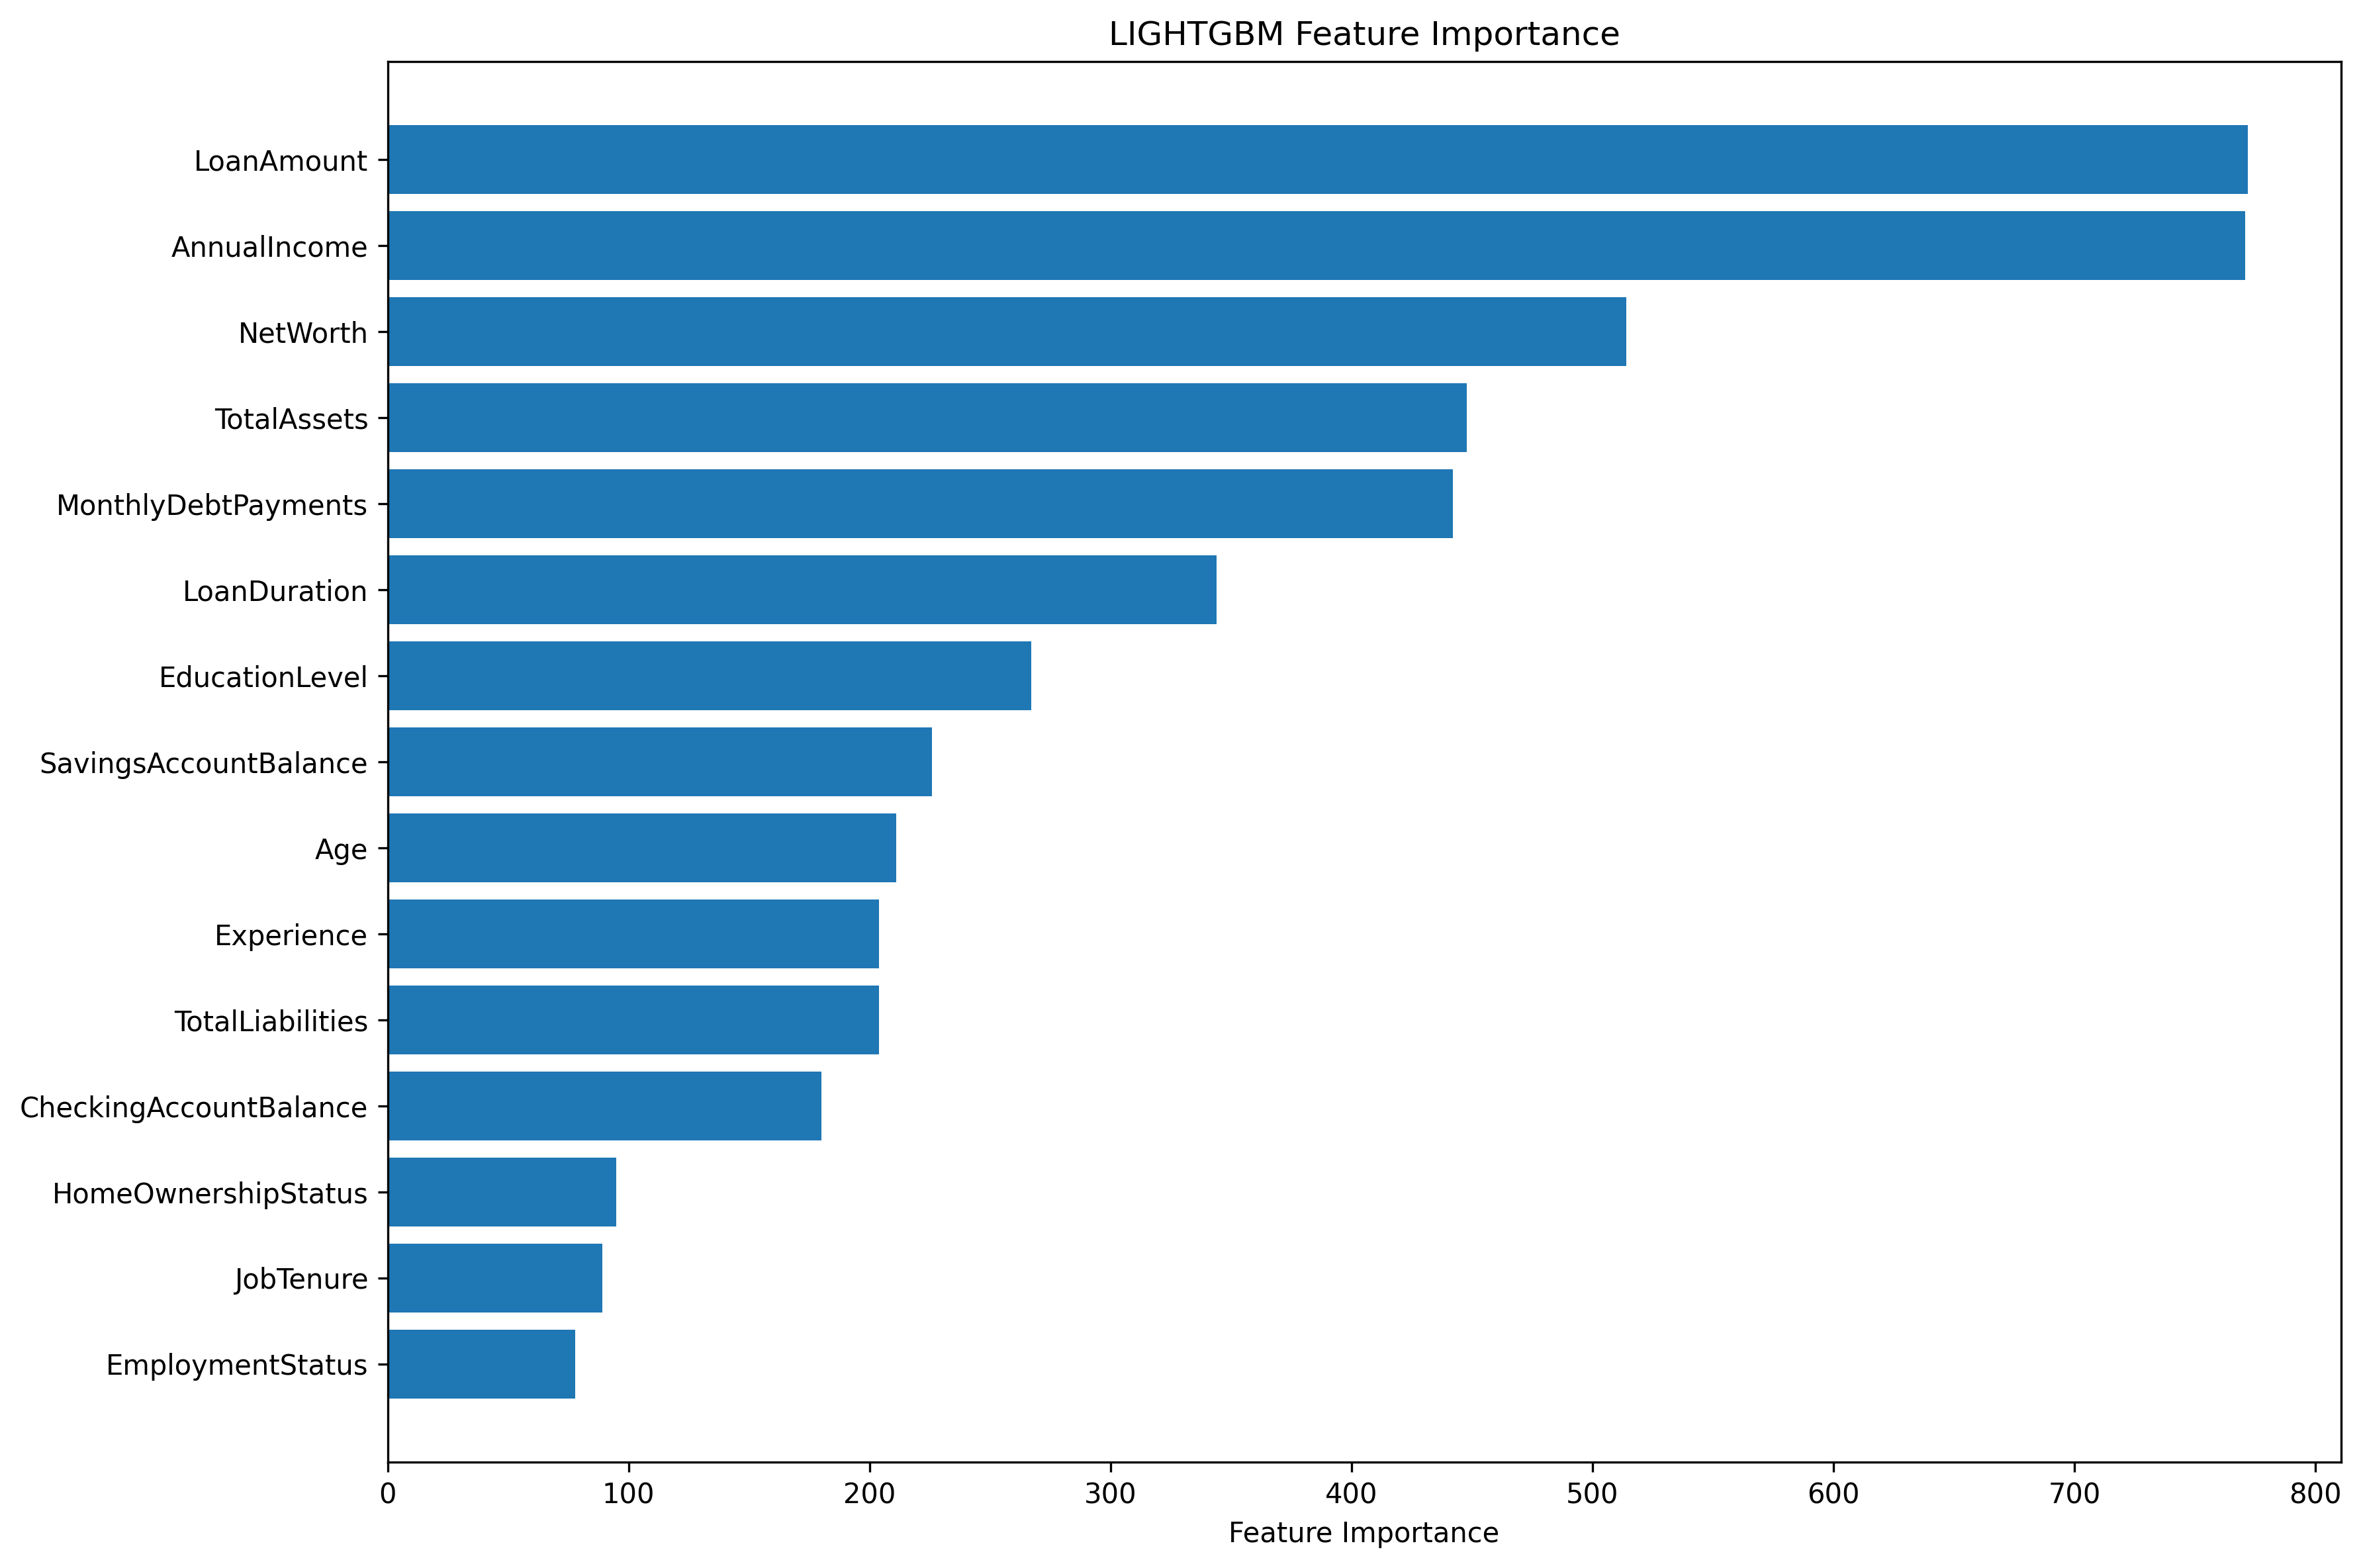 LIGHTGBM Feature Importance
LoanAmount
AnnualIncome
NetWorth
TotalAssets
MonthlyDebtPayments
LoanDuration
EducationLevel
SavingsAccountBalance
Age
Experience
TotalLiabilities
CheckingAccountBalance
HomeOwnershipStatus
JobTenure
EmploymentStatus
0 100 200 300 400 500 600 700 800
Feature Importance